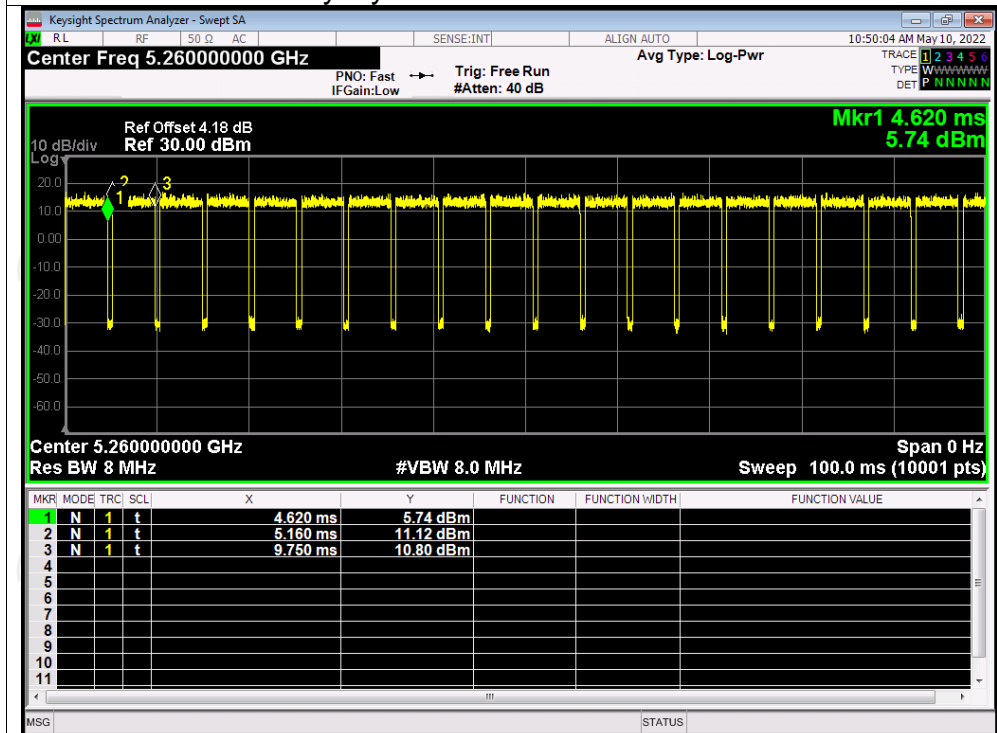 Keysight Spectrum Analyzer - Swept SA
LXI RL RF 50 Ω AC SENSE:INT ALIGN AUTO 10:50:04 AM May 10, 2022
Center Freq 5.260000000 GHz Avg Type: Log-Pwr TRACE 1 2 3 4 5 6
PNO: Fast Trig: Free Run TYPE WWWWWW
IFGain:Low #Atten: 40 dB DET P N N N N N
Mkr1 4.620 ms
Ref Offset 4.18 dB
10 dB/div Ref 30.00 dBm 5.74 dBm
Log
20.0
2 3
1
10.0
0.00
-10.0
-20.0
-30.0
-40.0
-50.0
-60.0
Center 5.260000000 GHz Span 0 Hz
Res BW 8 MHz #VBW 8.0 MHz Sweep 100.0 ms (10001 pts)
MKR MODE TRC SCL X Y FUNCTION FUNCTION WIDTH FUNCTION VALUE
1 N 1 t 4.620 ms 5.74 dBm
2 N 1 t 5.160 ms 11.12 dBm
3 N 1 t 9.750 ms 10.80 dBm
4
5
6
7
8
9
10
11
MSG STATUS